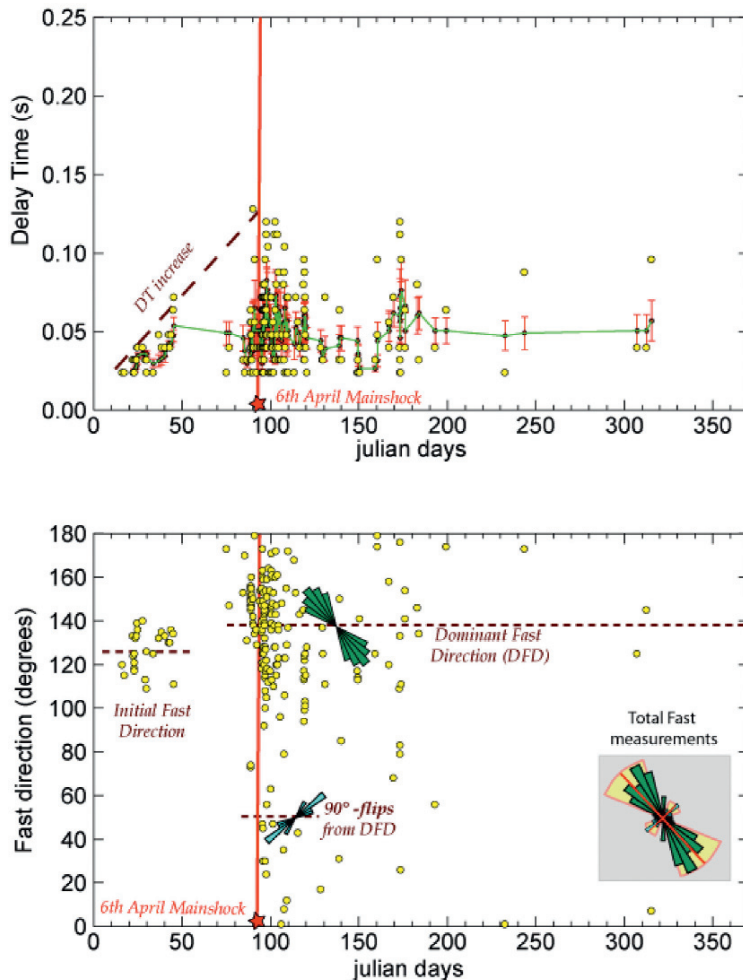 0.25
0.20
0.15
0.10
0.05
0.00
Delay Time (s)
DT increase
6th April Mainshock
0 50 100 150 200 250 300 350
julian days
180
160
140
120
100
80
60
40
20
0
Fast direction (degrees)
Initial Fast
Direction
Dominant Fast
Direction (DFD)
90° -flips
from DFD
Total Fast
measurements
6th April Mainshock
0 50 100 150 200 250 300 350
julian days